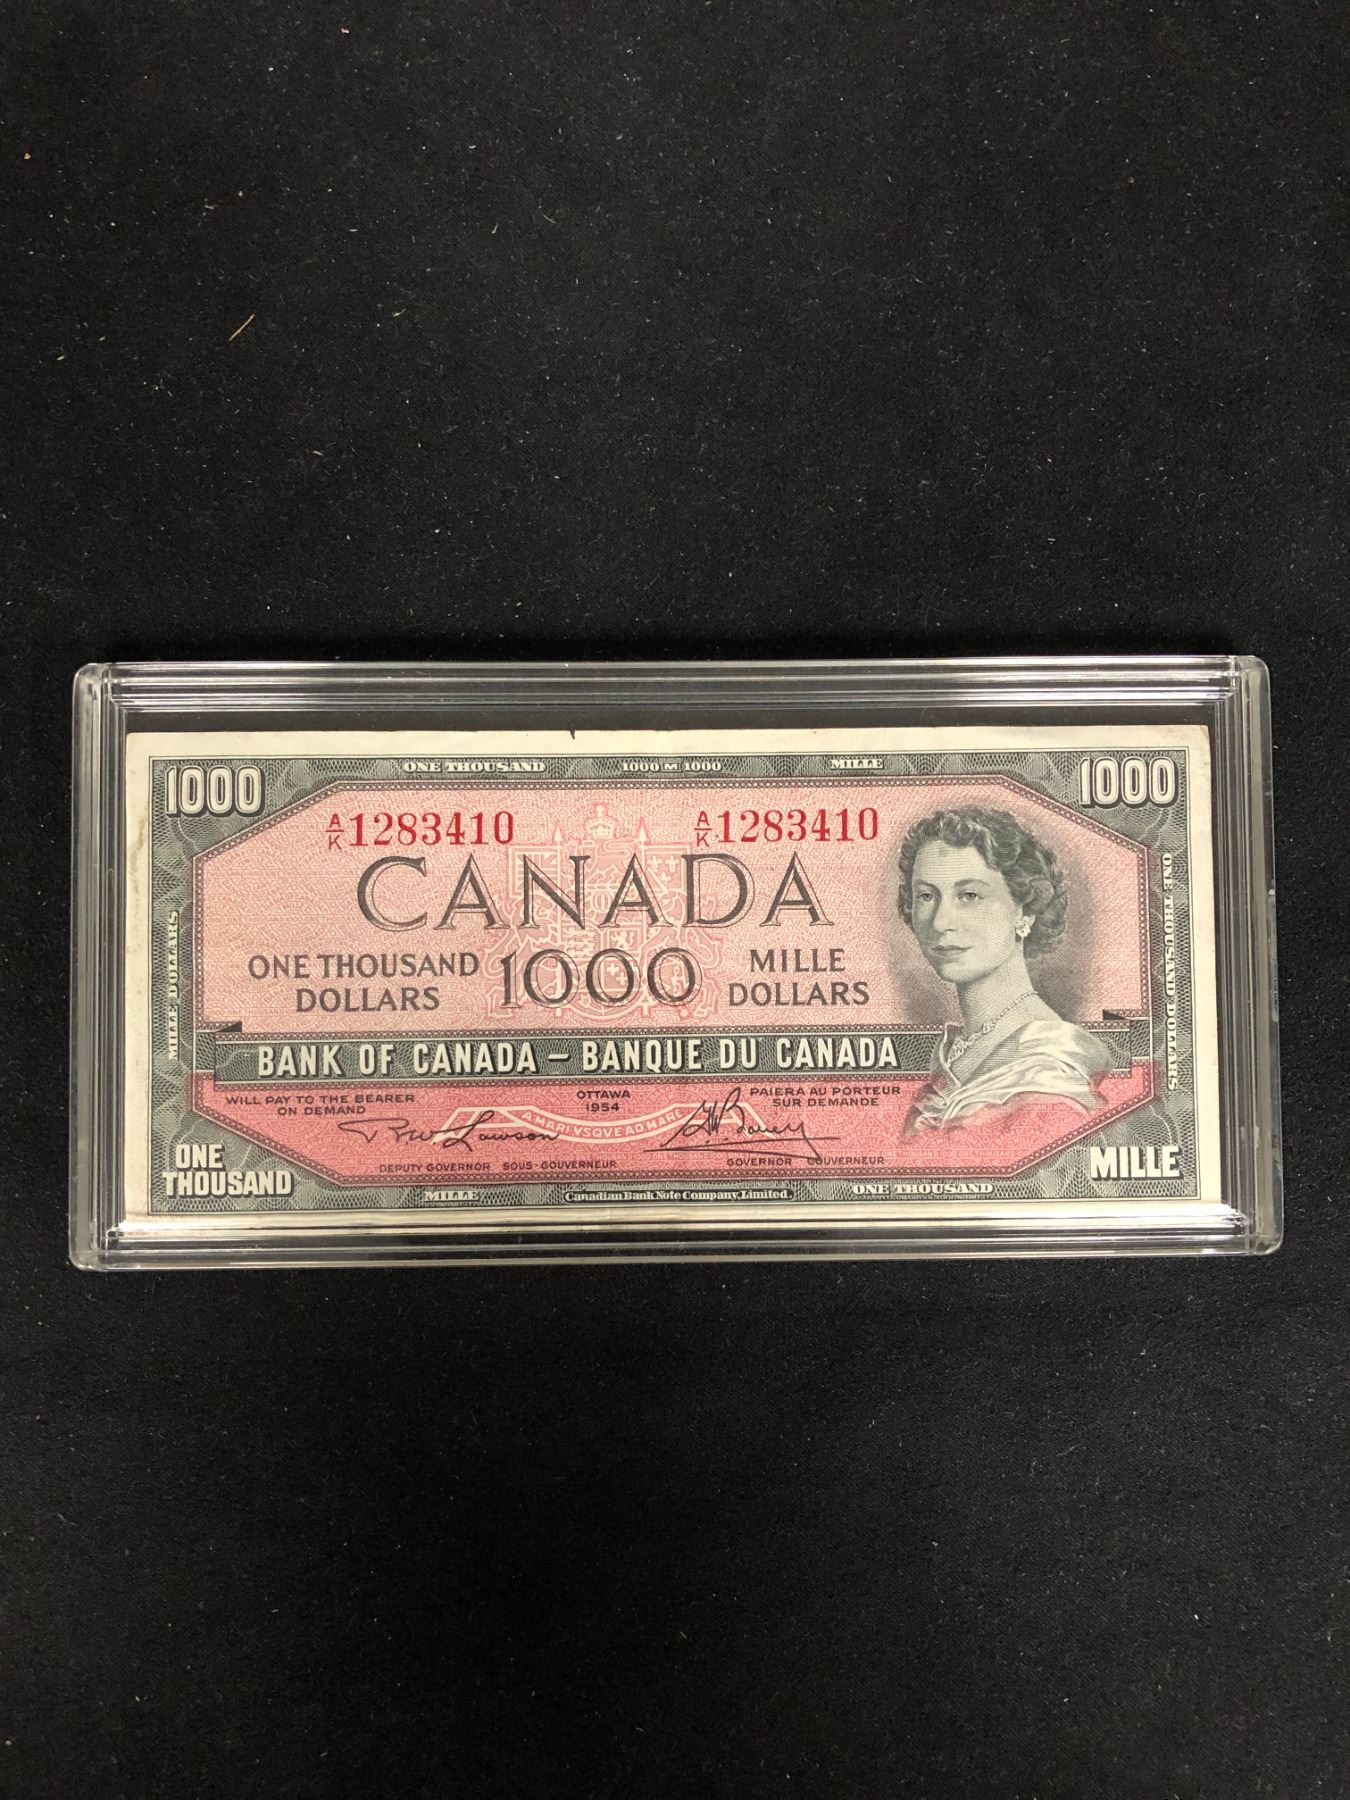 ONE THOUSAND 1000 M 1000 MILLE
1000 1000
A/K 1283410 A/K 1283410
CANADA
ONE THOUSAND DOLLARS
1000
MILLE DOLLARS
MILLE DOLLARS
ONE THOUSAND DOLLARS
BANK OF CANADA – BANQUE DU CANADA
WILL PAY TO THE BEARER
ON DEMAND
OTTAWA
1954
PAIERA AU PORTEUR
SUR DEMANDE
A MARI VSQVE AD MARE
R W Lawson
G K Bouey
DEPUTY GOVERNOR SOUS-GOUVERNEUR
GOVERNOR GOUVERNEUR
ONE
THOUSAND
MILLE
MILLE Canadian Bank Note Company, Limited. ONE THOUSAND